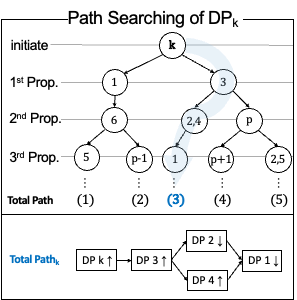 Path Searching of DPk
initiate k
1st Prop. 1 3
2nd Prop. 6 2,4 p
3rd Prop. 5 p-1 1 p+1 2,5
Total Path (1) (2) (3) (4) (5)
DP 2 ↓
Total Pathk DP k ↑ DP 3 ↑ DP 1 ↓
DP 4 ↑